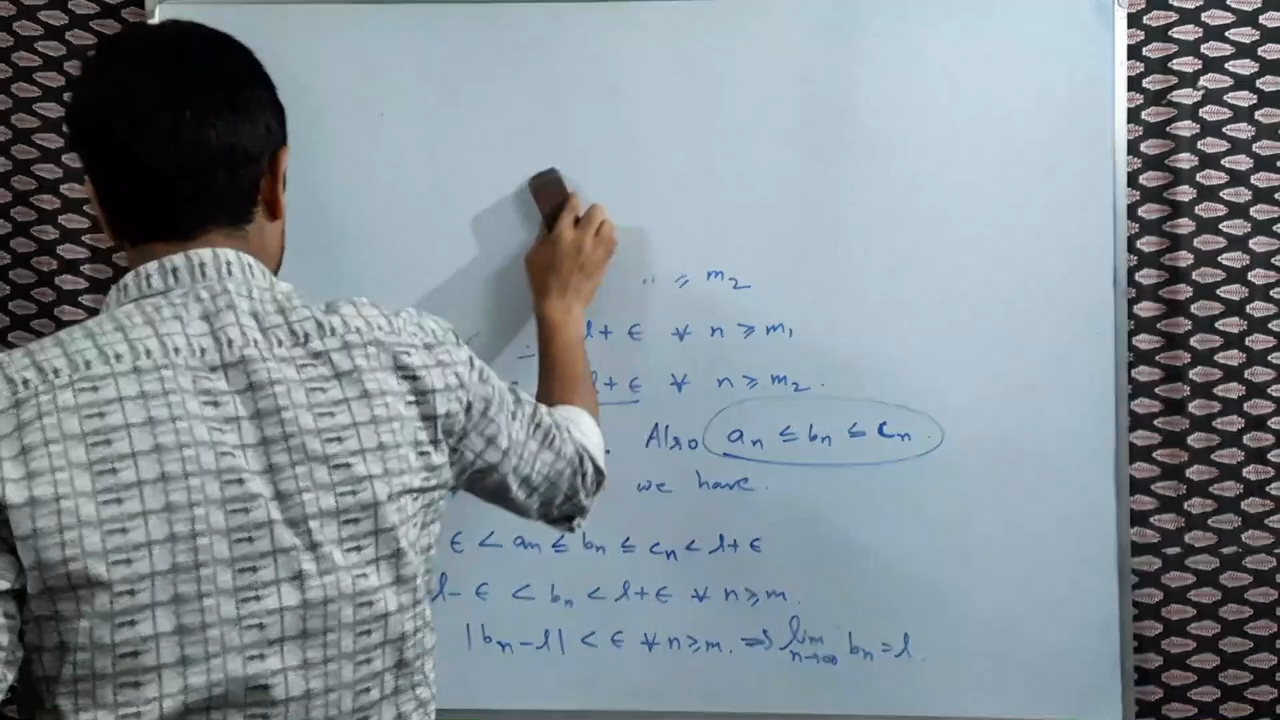 ≥ m₂
l + ϵ ∀ n ≥ m₁
l + ϵ ∀ n ≥ m₂.
Also aₙ ≤ bₙ ≤ cₙ.
we have.
ϵ < aₙ ≤ bₙ ≤ cₙ < l + ϵ
l - ϵ < bₙ < l + ϵ ∀ n ≥ m.
|bₙ - l| < ϵ ∀ n ≥ m. ⇒ lim n→∞ bₙ = l.